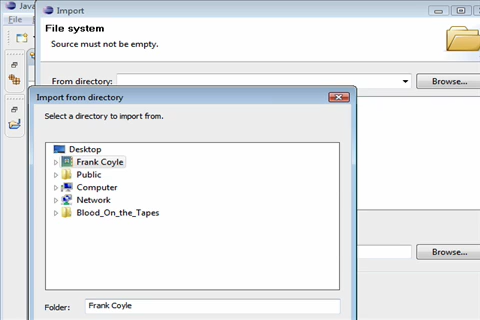 Java
Import
File
File system
Source must not be empty.
From directory:
Browse...
Import from directory
Select a directory to import from.
Desktop
Frank Coyle
Public
Computer
Network
Blood_On_the_Tapes
Browse...
Folder:
Frank Coyle